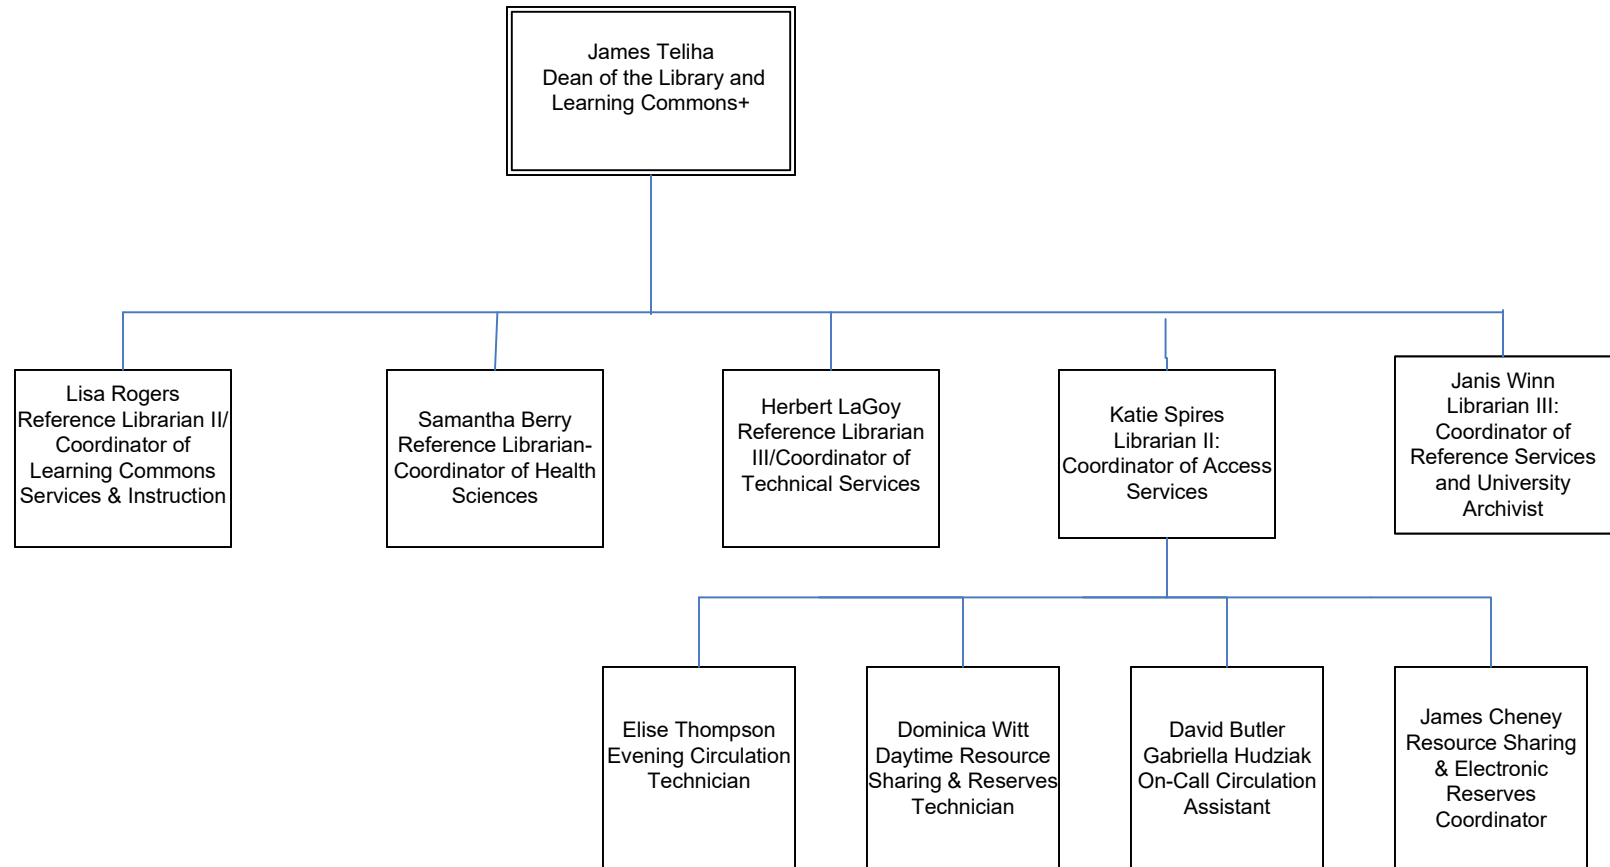 James Teliha
Dean of the Library and
Learning Commons+
Lisa Rogers
Reference Librarian II/
Coordinator of
Learning Commons
Services & Instruction
Samantha Berry
Reference Librarian-
Coordinator of Health
Sciences
Herbert LaGoy
Reference Librarian
III/Coordinator of
Technical Services
Katie Spires
Librarian II:
Coordinator of Access
Services
Janis Winn
Librarian III:
Coordinator of
Reference Services
and University
Archivist
Elise Thompson
Evening Circulation
Technician
Dominica Witt
Daytime Resource
Sharing & Reserves
Technician
David Butler
Gabriella Hudziak
On-Call Circulation
Assistant
James Cheney
Resource Sharing
& Electronic
Reserves
Coordinator